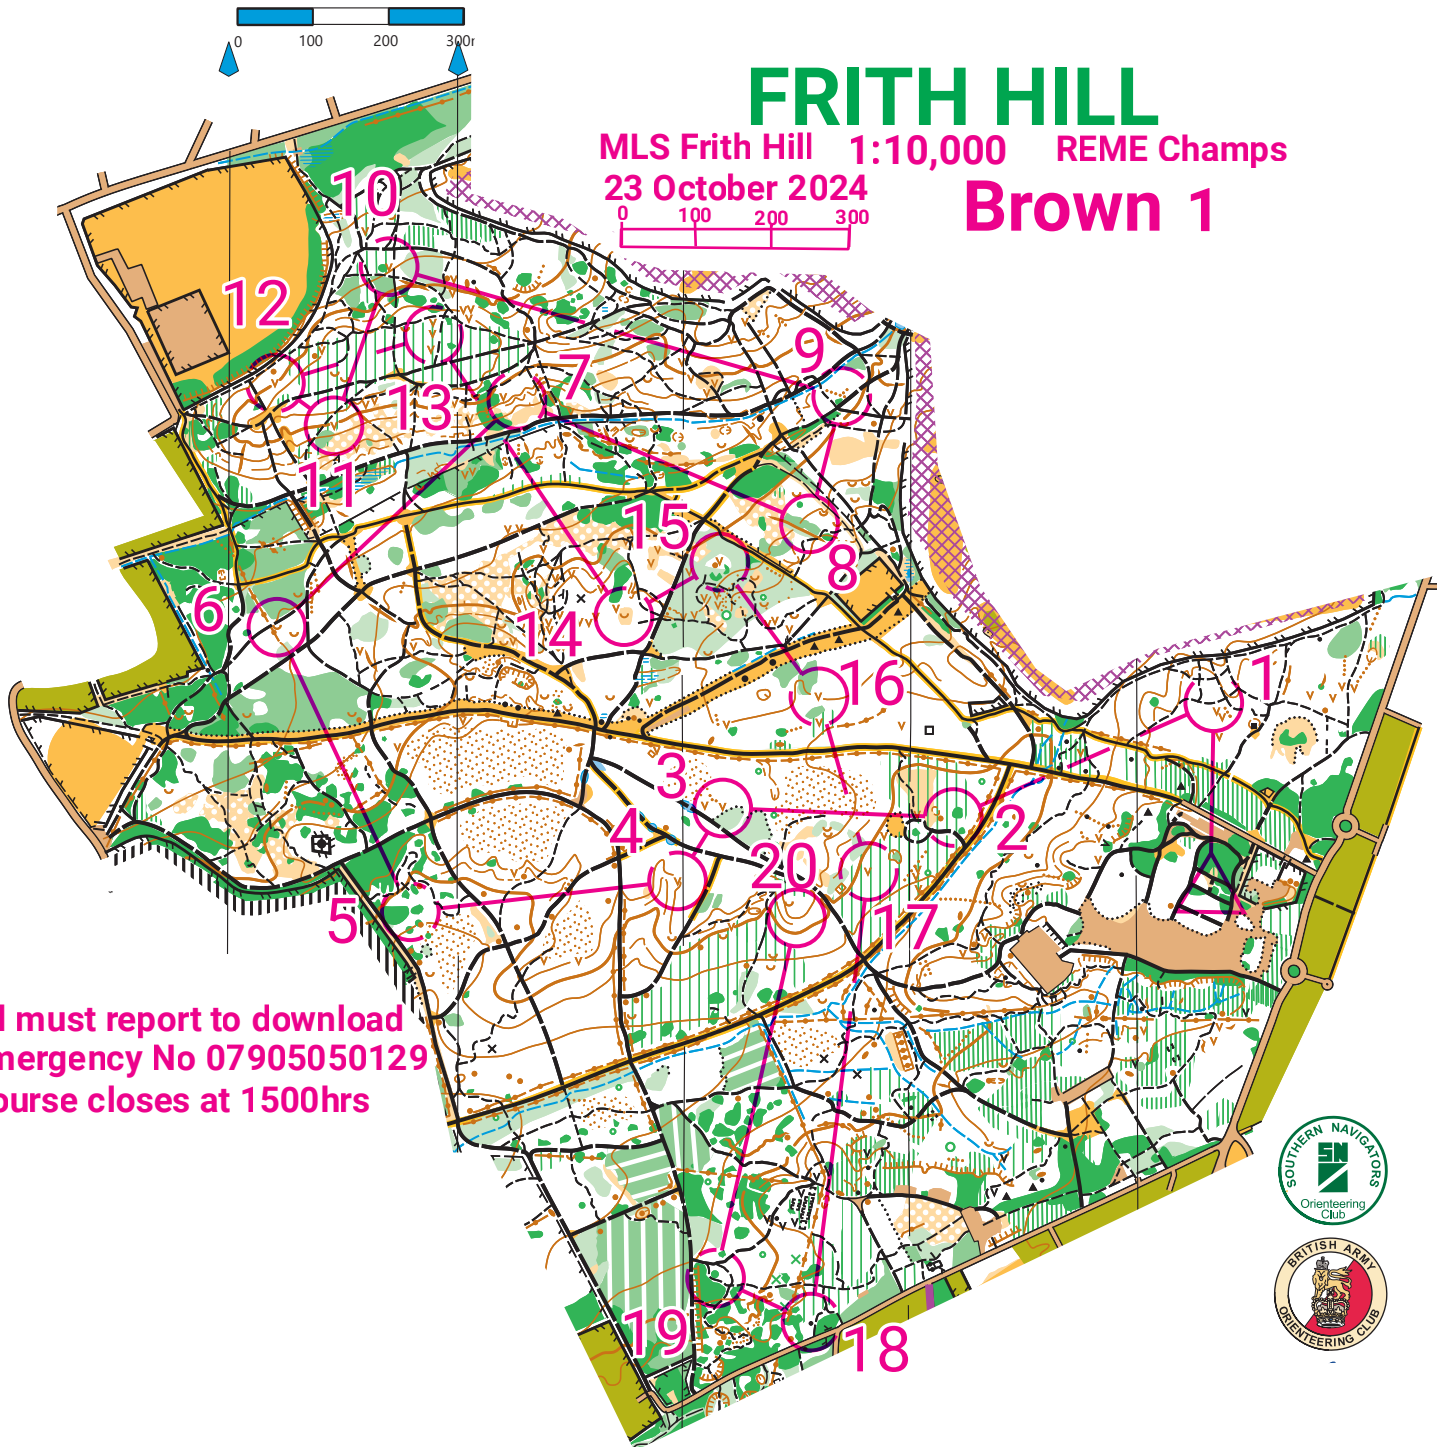 0 100 200 300
FRITH HILL
MLS Frith Hill 1:10,000 REME Champs
23 October 2024
Brown 1
0 100 200 300
10
12
9
7
13
11
15
8
6
14
16
1
3
2
4
20
5
17
l must report to download
mergency No 07905050129
ourse closes at 1500hrs
19
18
SOUTHERN NAVIGATORS
SN
Orienteering
Club
BRITISH ARMY
ORIENTEERING CLUB